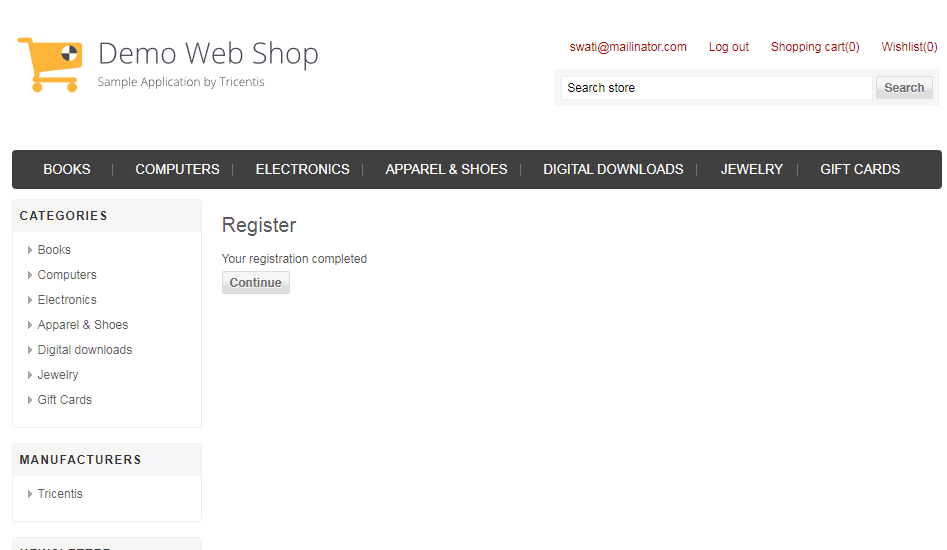 Demo Web Shop
Sample Application by Tricentis
swati@mailinator.com Log out Shopping cart(0) Wishlist(0)
Search store Search
BOOKS COMPUTERS ELECTRONICS APPAREL & SHOES DIGITAL DOWNLOADS JEWELRY GIFT CARDS
CATEGORIES
Books
Computers
Electronics
Apparel & Shoes
Digital downloads
Jewelry
Gift Cards
MANUFACTURERS
Tricentis
NEWSLETTER
Register
Your registration completed
Continue